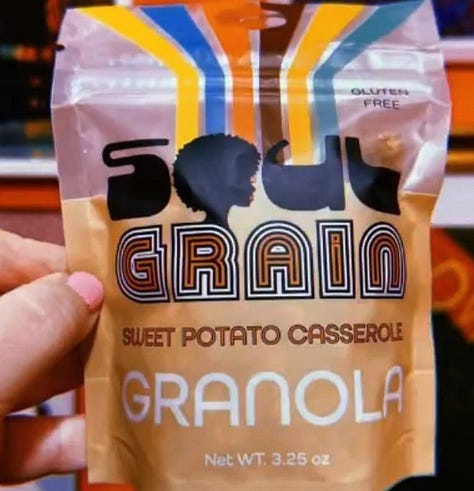 GLUTEN
FREE
SOUL
GRAIN
SWEET POTATO CASSEROLE
GRANOLA
Net WT. 3.25 oz